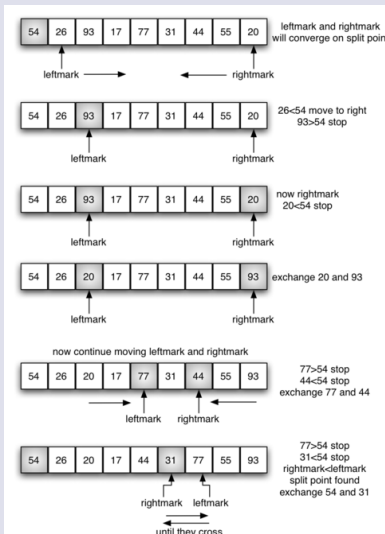 54 26 93 17 77 31 44 55 20
leftmark and rightmark
will converge on split point
leftmark
rightmark
54 26 93 17 77 31 44 55 20
26<54 move to right
93>54 stop
leftmark
rightmark
54 26 93 17 77 31 44 55 20
now rightmark
20<54 stop
leftmark
rightmark
54 26 20 17 77 31 44 55 93
exchange 20 and 93
leftmark
rightmark
now continue moving leftmark and rightmark
54 26 20 17 77 31 44 55 93
77>54 stop
44<54 stop
exchange 77 and 44
leftmark
rightmark
54 26 20 17 44 31 77 55 93
77>54 stop
31<54 stop
rightmark<leftmark
split point found
exchange 54 and 31
rightmark
leftmark
until they cross